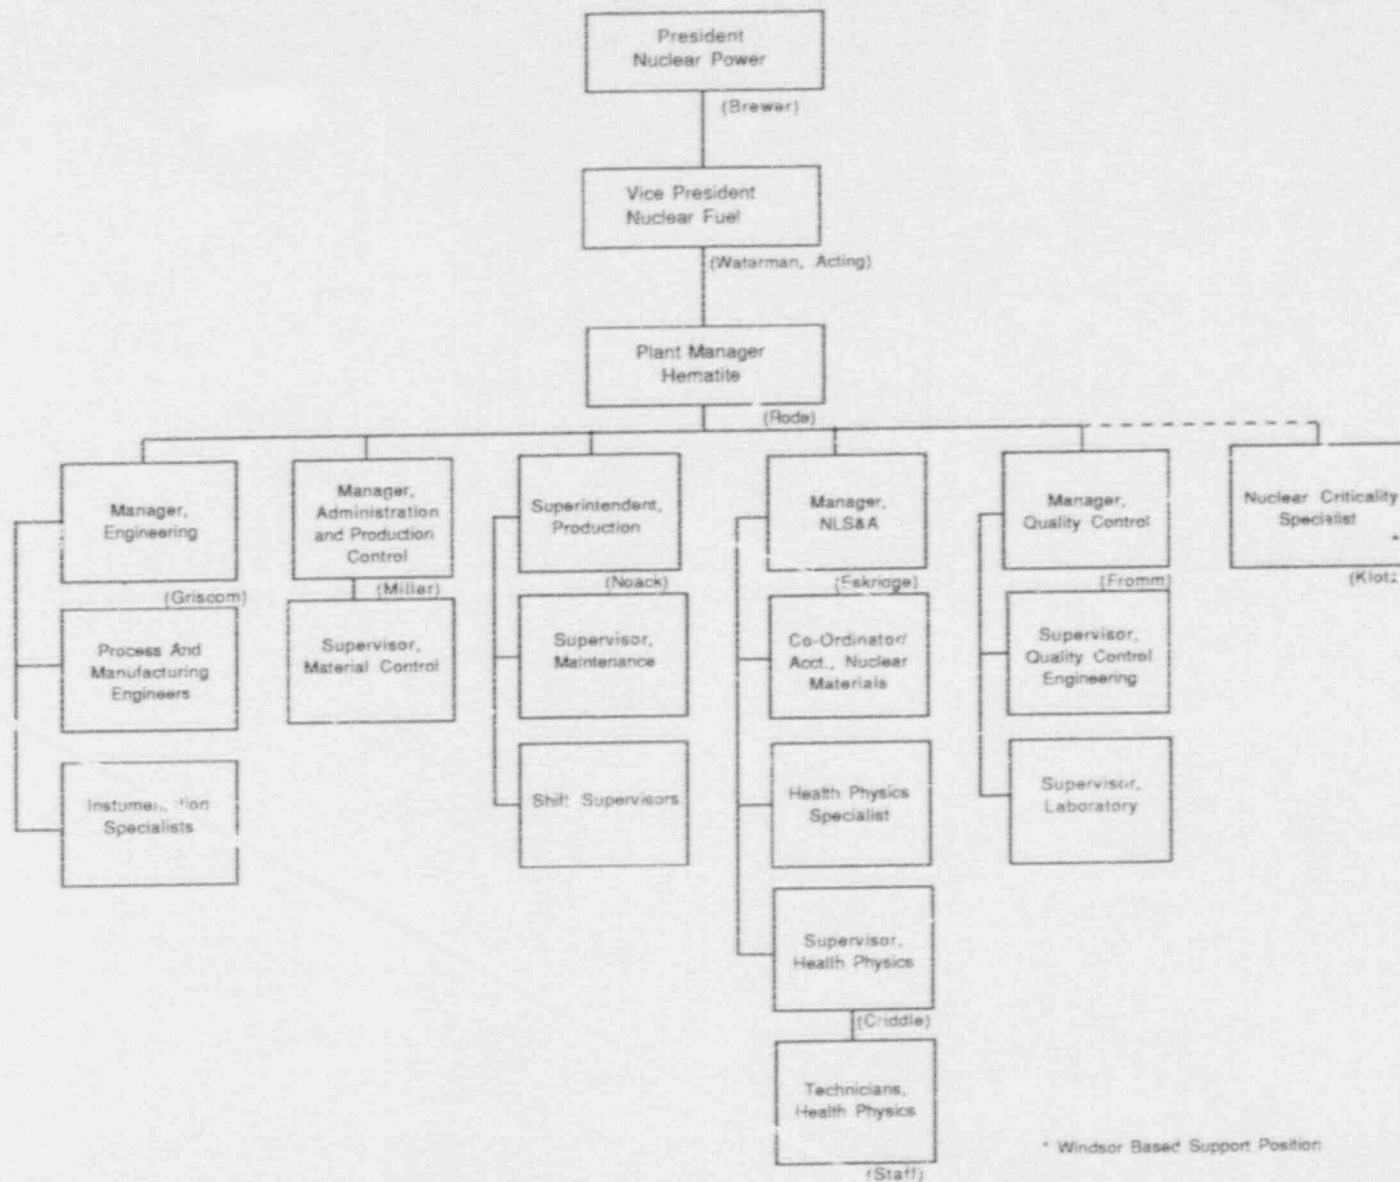 President
Nuclear Power
(Brewer)
Vice President
Nuclear Fuel
(Waterman, Acting)
Plant Manager
Hematite
(Rode)
Manager,
Engineering
(Griscom)
Process And
Manufacturing
Engineers
Specialists
Manager,
Administration
and Production
Control
(Miller)
Supervisor,
Material Control
Superintendent,
Production
(Noack)
Supervisor,
Maintenance
Shift Supervisors
Manager,
NLS&A
(Eskridge)
Co-Ordinator/
Acct., Nuclear
Materials
Health Physics
Specialist
Supervisor,
Health Physics
(Criddle)
Technicians,
Health Physics
(Staff)
Manager,
Quality Control
(Fromm)
Supervisor,
Quality Control
Engineering
Supervisor,
Laboratory
Nuclear Criticality
Specialist
*
(Klotz
* Windsor Based Support Position